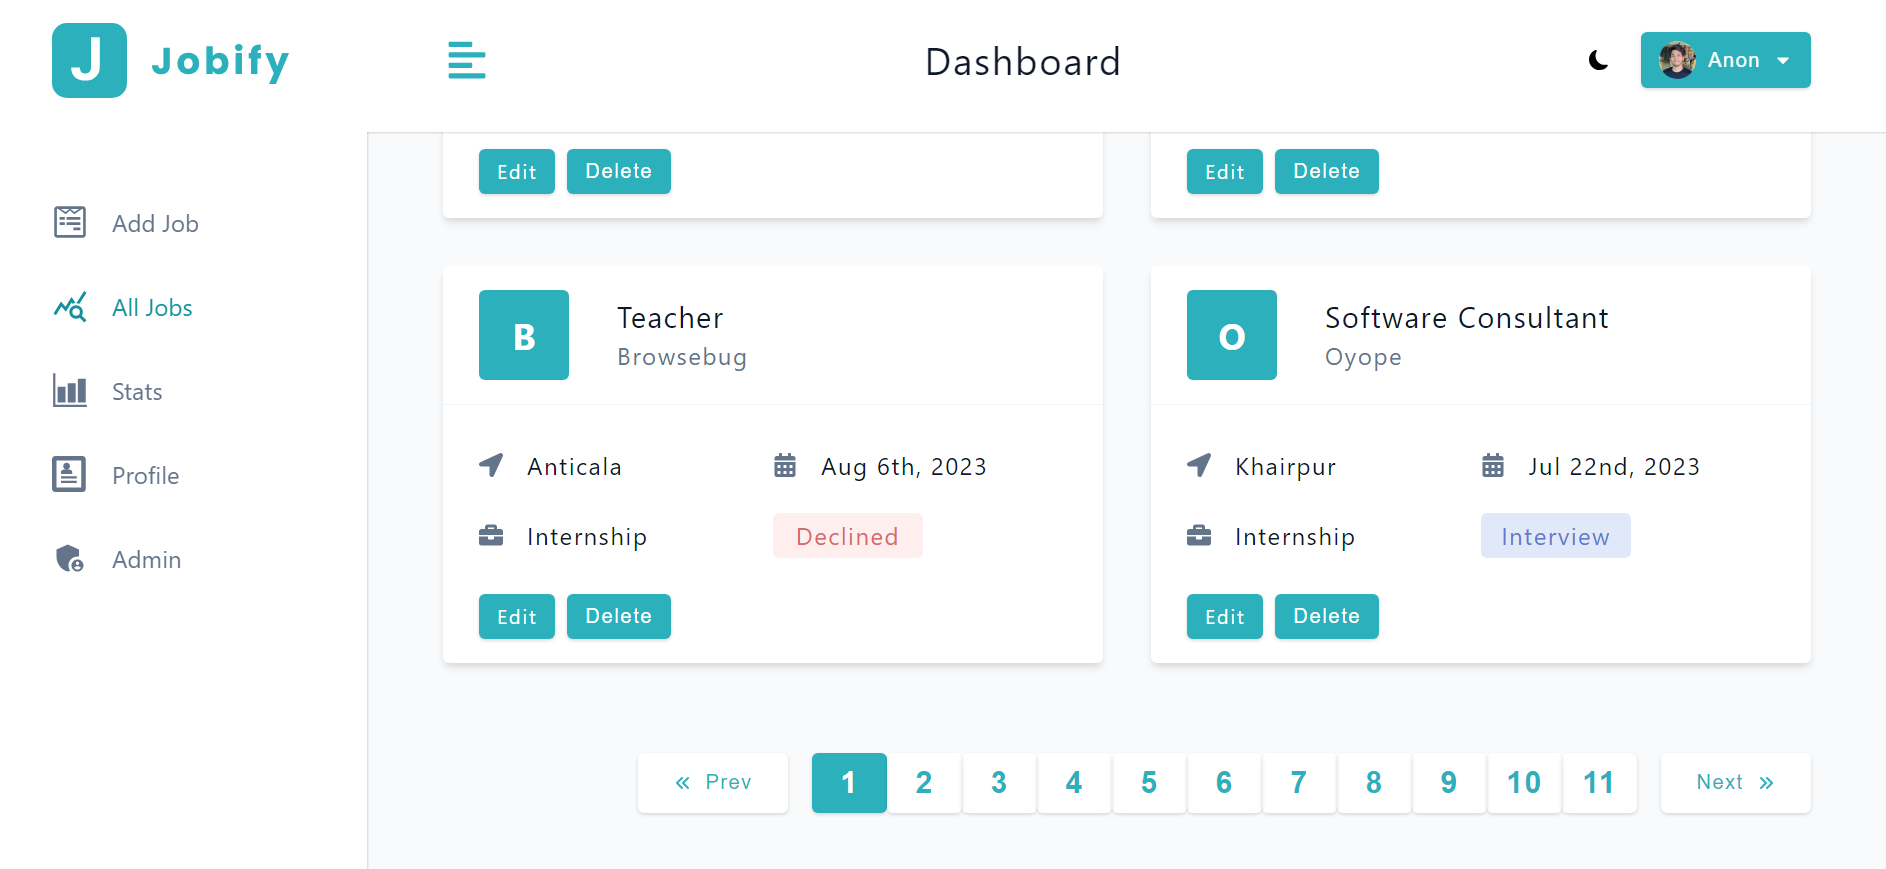 J Jobify
Dashboard
Anon
Add Job
All Jobs
Stats
Profile
Admin
Edit Delete
Edit Delete
B
Teacher
Browsebug
Anticala
Aug 6th, 2023
Internship
Declined
Edit Delete
O
Software Consultant
Oyope
Khairpur
Jul 22nd, 2023
Internship
Interview
Edit Delete
« Prev 1 2 3 4 5 6 7 8 9 10 11 Next »